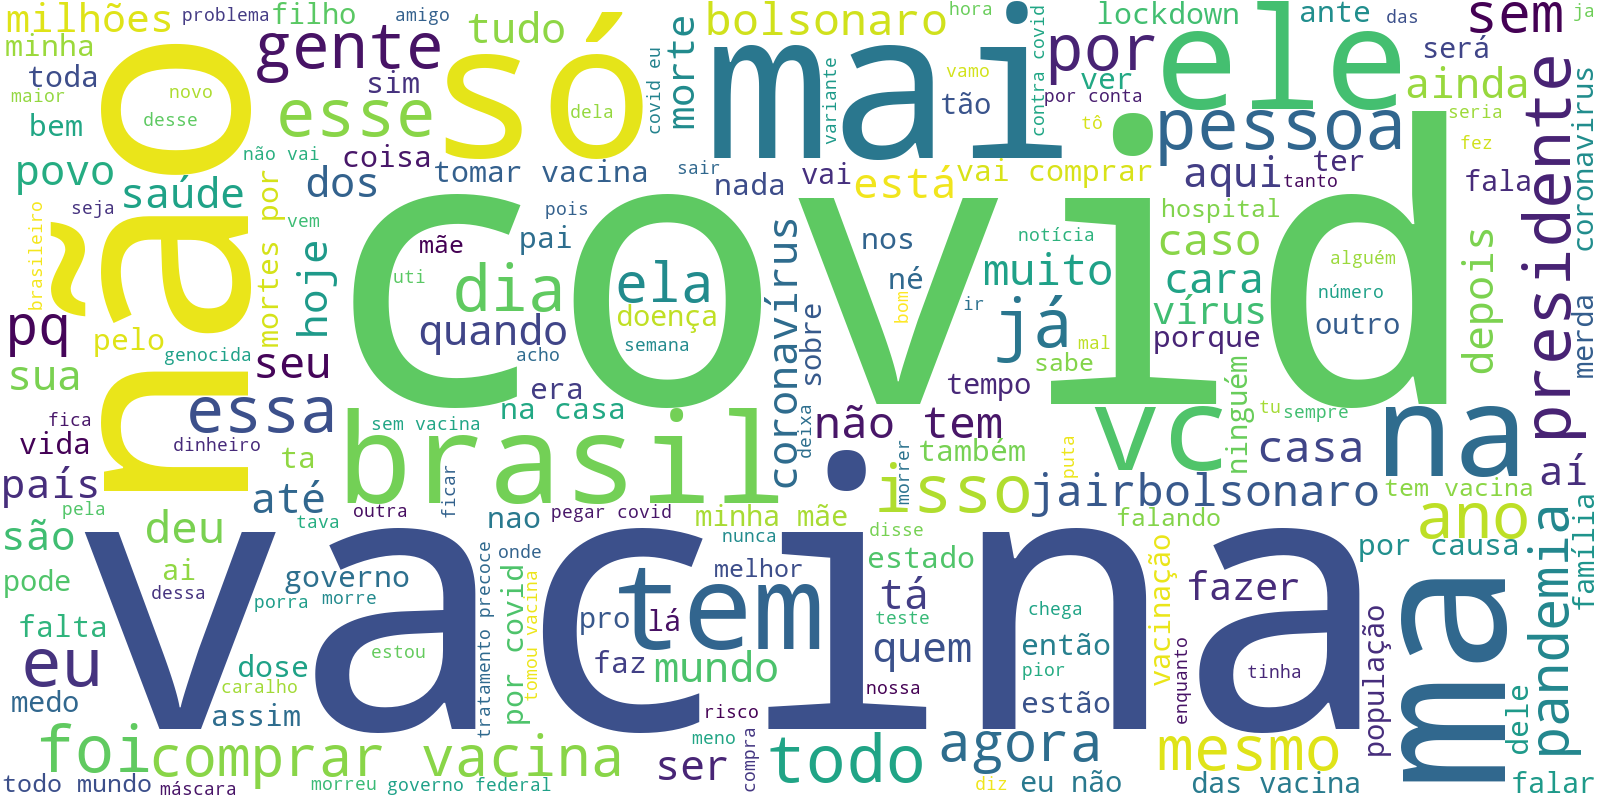 milhões
problema
filho
amigo
tudo
bolsonaro
hora
lockdown
ante
das
sem
ja
minha
gente
só
mai
morte
por
ele
será
toda
sim
covid eu
variante
vamo
contra covid
ver
ainda
maior
novo
não
esse
dela
tão
por conta
pessoa
seria
bem
desse
tô
fez
povo
não vai
coisa
tomar vacina
sair
nada
vai
está
vai comprar
aqui
ter
tanto
fala
presidente
coronavirus
saúde
dos
seja
brasileiro
mortes por
vem
hoje
mãe
pois
pai
covid
nos
notícia
hospital
caso
alguém
depois
uti
dia
ela
doença
semana
coronavírus
sobre
né
bom
ir
muito
já
cara
vírus
número
outro
merda
pq
pelo
genocida
seu
quando
acho
mal
sabe
porque
sua
essa
era
tempo
fica
vida
dinheiro
na casa
sem vacina
brasil
deixa
não tem
vc
ninguém
tu
sempre
na
casa
país
ta
até
ficar
outra
morrer
também
isso
puta
jairbolsonaro
aí
tem vacina
pela
tava
nao
pegar covid
minha mãe
disse
falando
ano
são
deu
vacina
onde
nunca
estado
vacinação
por causa
pandemia
família
pode
ai
dessa
governo
porra
morre
tratamento precoce
por covid
tomou vacina
tem
melhor
tá
teste
chega
fazer
ma
falta
pro
lá
quem
então
população
eu
dose
estou
faz
mundo
pior
enquanto
tinha
medo
caralho
assim
nossa
estão
dele
risco
foi
comprar vacina
meno
compra
ser
todo
agora
mesmo
todo mundo
máscara
morreu
governo federal
diz
eu não
das vacina
falar